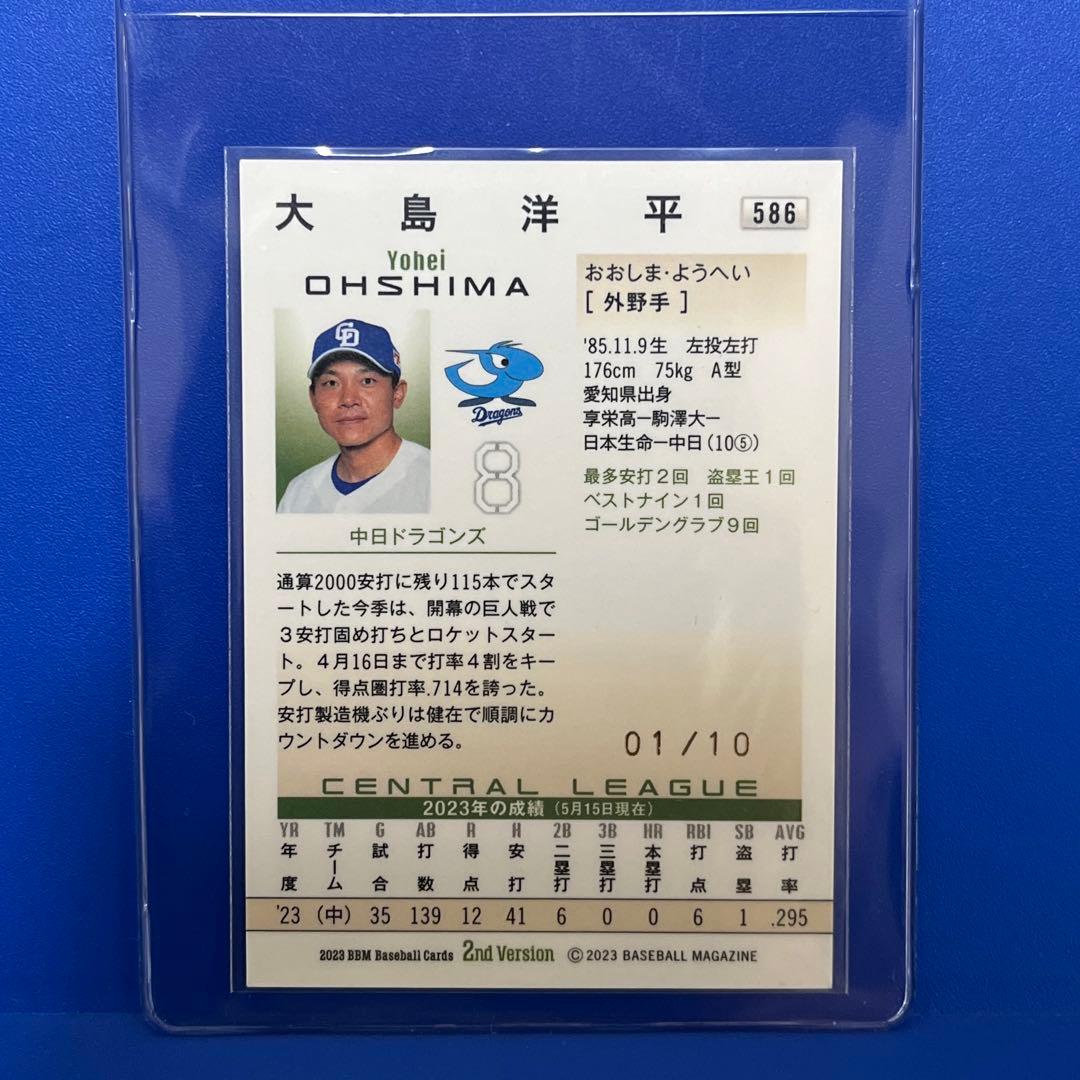 大島洋平 586
Yohei
OHSHIMA
おおしま・ようへい
[外野手]
CD
Dragons
8
中日ドラゴンズ
'85.11.9生 左投左打
176cm 75kg A型
愛知県出身
享栄高ー駒澤大ー
日本生命ー中日(10⑤)
最多安打2回 盗塁王1回
ベストナイン1回
ゴールデングラブ9回
通算2000安打に残り115本でスタ
ートした今季は、開幕の巨人戦で
3安打固め打ちとロケットスター
ト。4月16日まで打率4割をキー
プし、得点圏打率.714を誇った。
安打製造機ぶりは健在で順調にカ
ウントダウンを進める。
01/10
CENTRAL LEAGUE
2023年の成績(5月15日現在)
YR TM G AB R H 2B 3B HR RBI SB AVG
年度 チーム 試合 打数 得点 安打 二塁打 三塁打 本塁打 打点 盗塁 打率
'23 (中) 35 139 12 41 6 0 0 6 1 .295
2023 BBM Baseball Cards 2nd Version ©2023 BASEBALL MAGAZINE